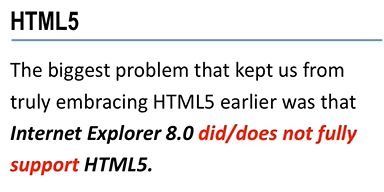 HTML5
The biggest problem that kept us from
truly embracing HTML5 earlier was that
Internet Explorer 8.0 did/does not fully
support HTML5.